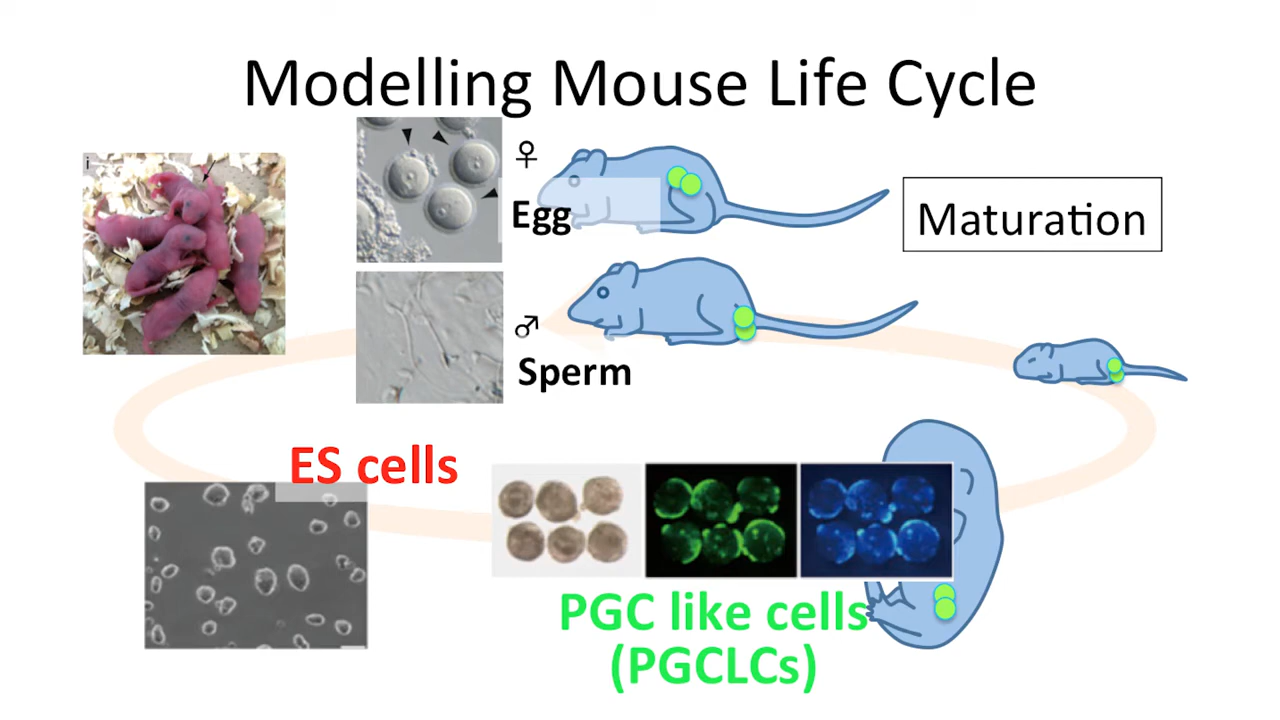 Modelling Mouse Life Cycle
i
♀
Egg
Maturation
♂
Sperm
ES cells
PGC like cells
(PGCLCs)